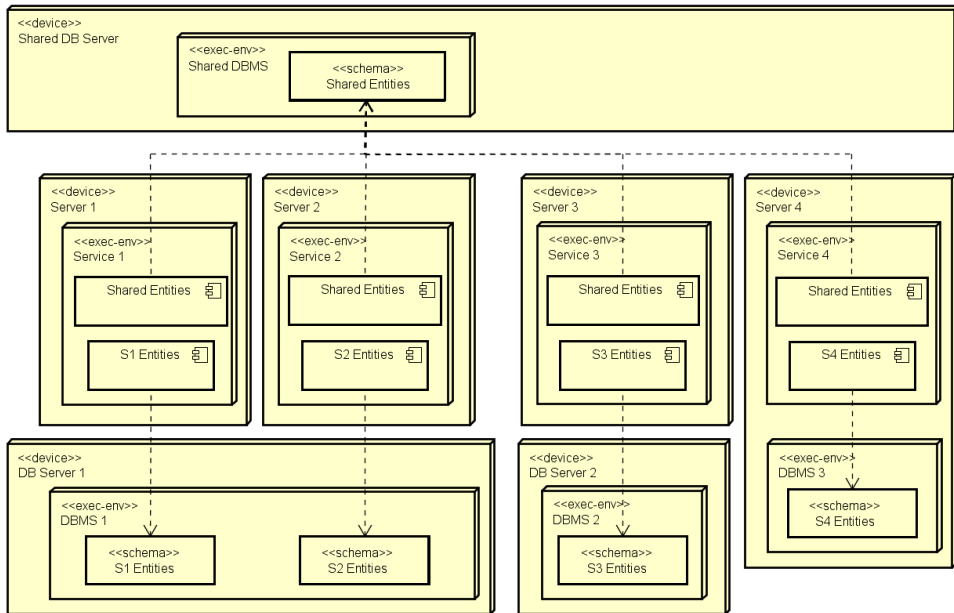 <<device>>
Shared DB Server
<<exec-env>>
Shared DBMS
<<schema>>
Shared Entities
<<device>>
Server 1
<<exec-env>>
Service 1
Shared Entities
S1 Entities
<<device>>
Server 2
<<exec-env>>
Service 2
Shared Entities
S2 Entities
<<device>>
Server 3
<<exec-env>>
Service 3
Shared Entities
S3 Entities
<<device>>
Server 4
<<exec-env>>
Service 4
Shared Entities
S4 Entities
<<exec-env>>
DBMS 3
<<schema>>
S4 Entities
<<device>>
DB Server 1
<<exec-env>>
DBMS 1
<<schema>>
S1 Entities
<<schema>>
S2 Entities
<<device>>
DB Server 2
<<exec-env>>
DBMS 2
<<schema>>
S3 Entities